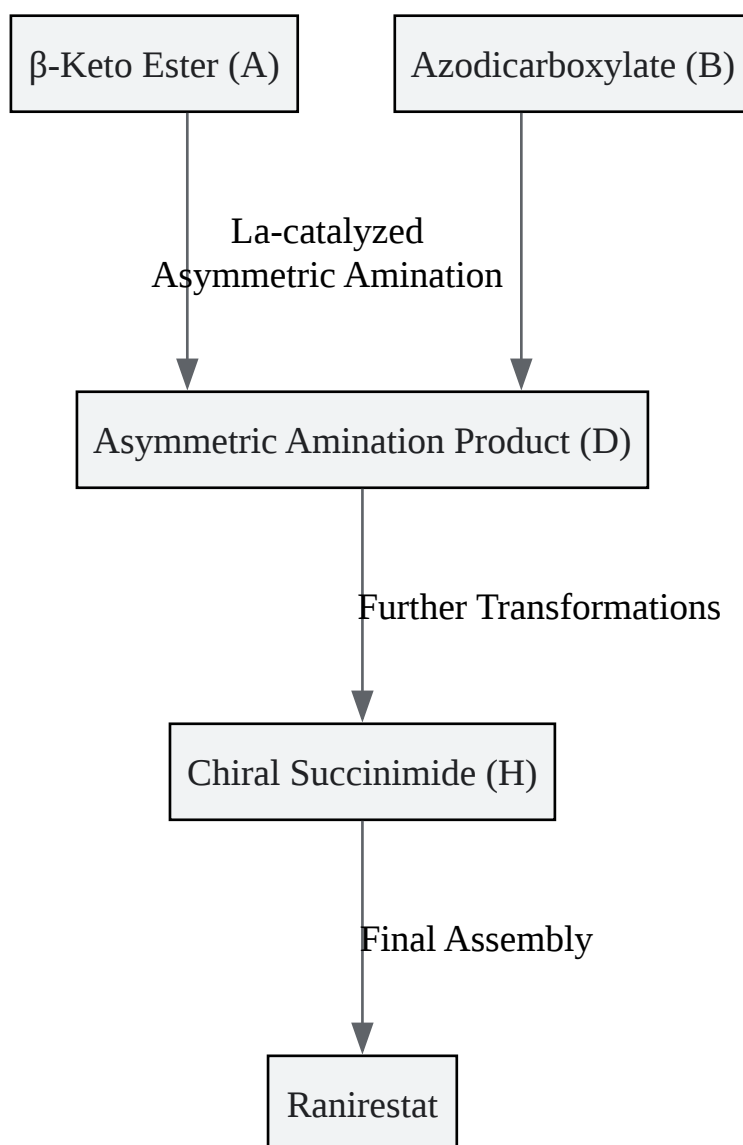 β-Keto Ester (A)
Azodicarboxylate (B)
La-catalyzed
Asymmetric Amination
Asymmetric Amination Product (D)
Further Transformations
Chiral Succinimide (H)
Final Assembly
Ranirestat